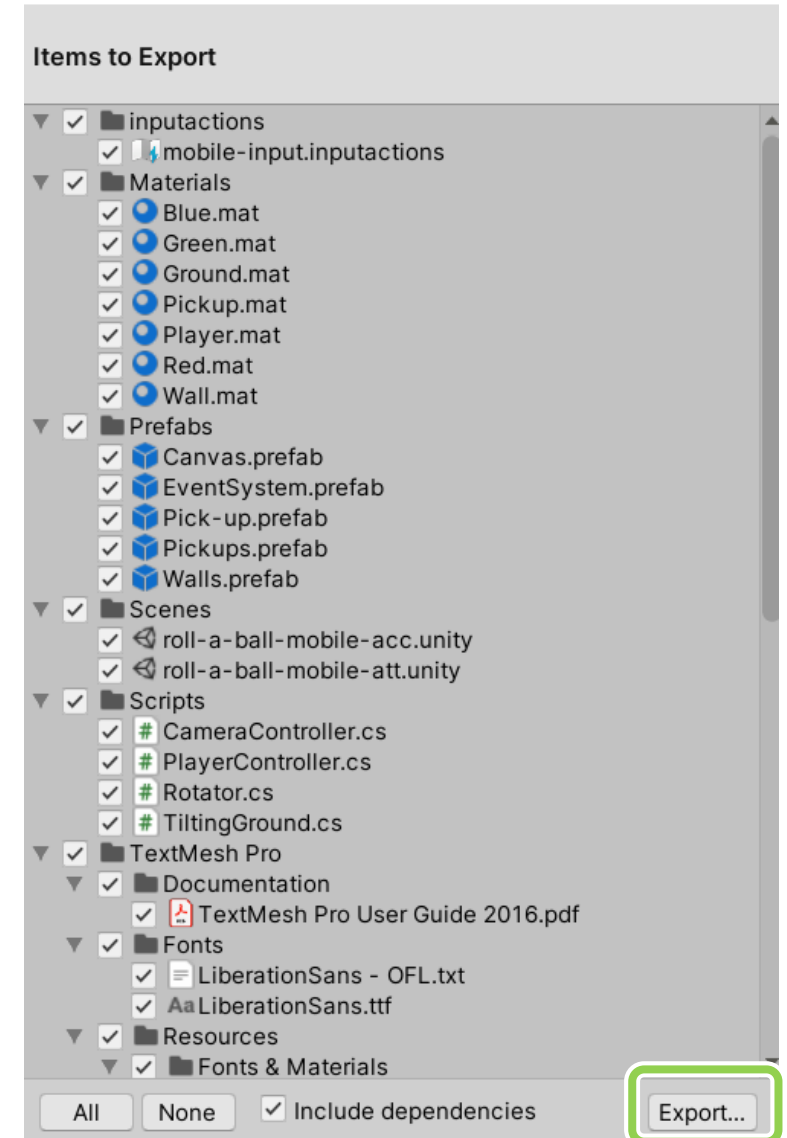 Items to Export
inputactions
mobile-input.inputactions
Materials
Blue.mat
Green.mat
Ground.mat
Pickup.mat
Player.mat
Red.mat
Wall.mat
Prefabs
Canvas.prefab
EventSystem.prefab
Pick-up.prefab
Pickups.prefab
Walls.prefab
Scenes
roll-a-ball-mobile-acc.unity
roll-a-ball-mobile-att.unity
Scripts
# CameraController.cs
# PlayerController.cs
# Rotator.cs
# TiltingGround.cs
TextMesh Pro
Documentation
TextMesh Pro User Guide 2016.pdf
Fonts
LiberationSans - OFL.txt
Aa LiberationSans.ttf
Resources
Fonts & Materials
All None Include dependencies Export...